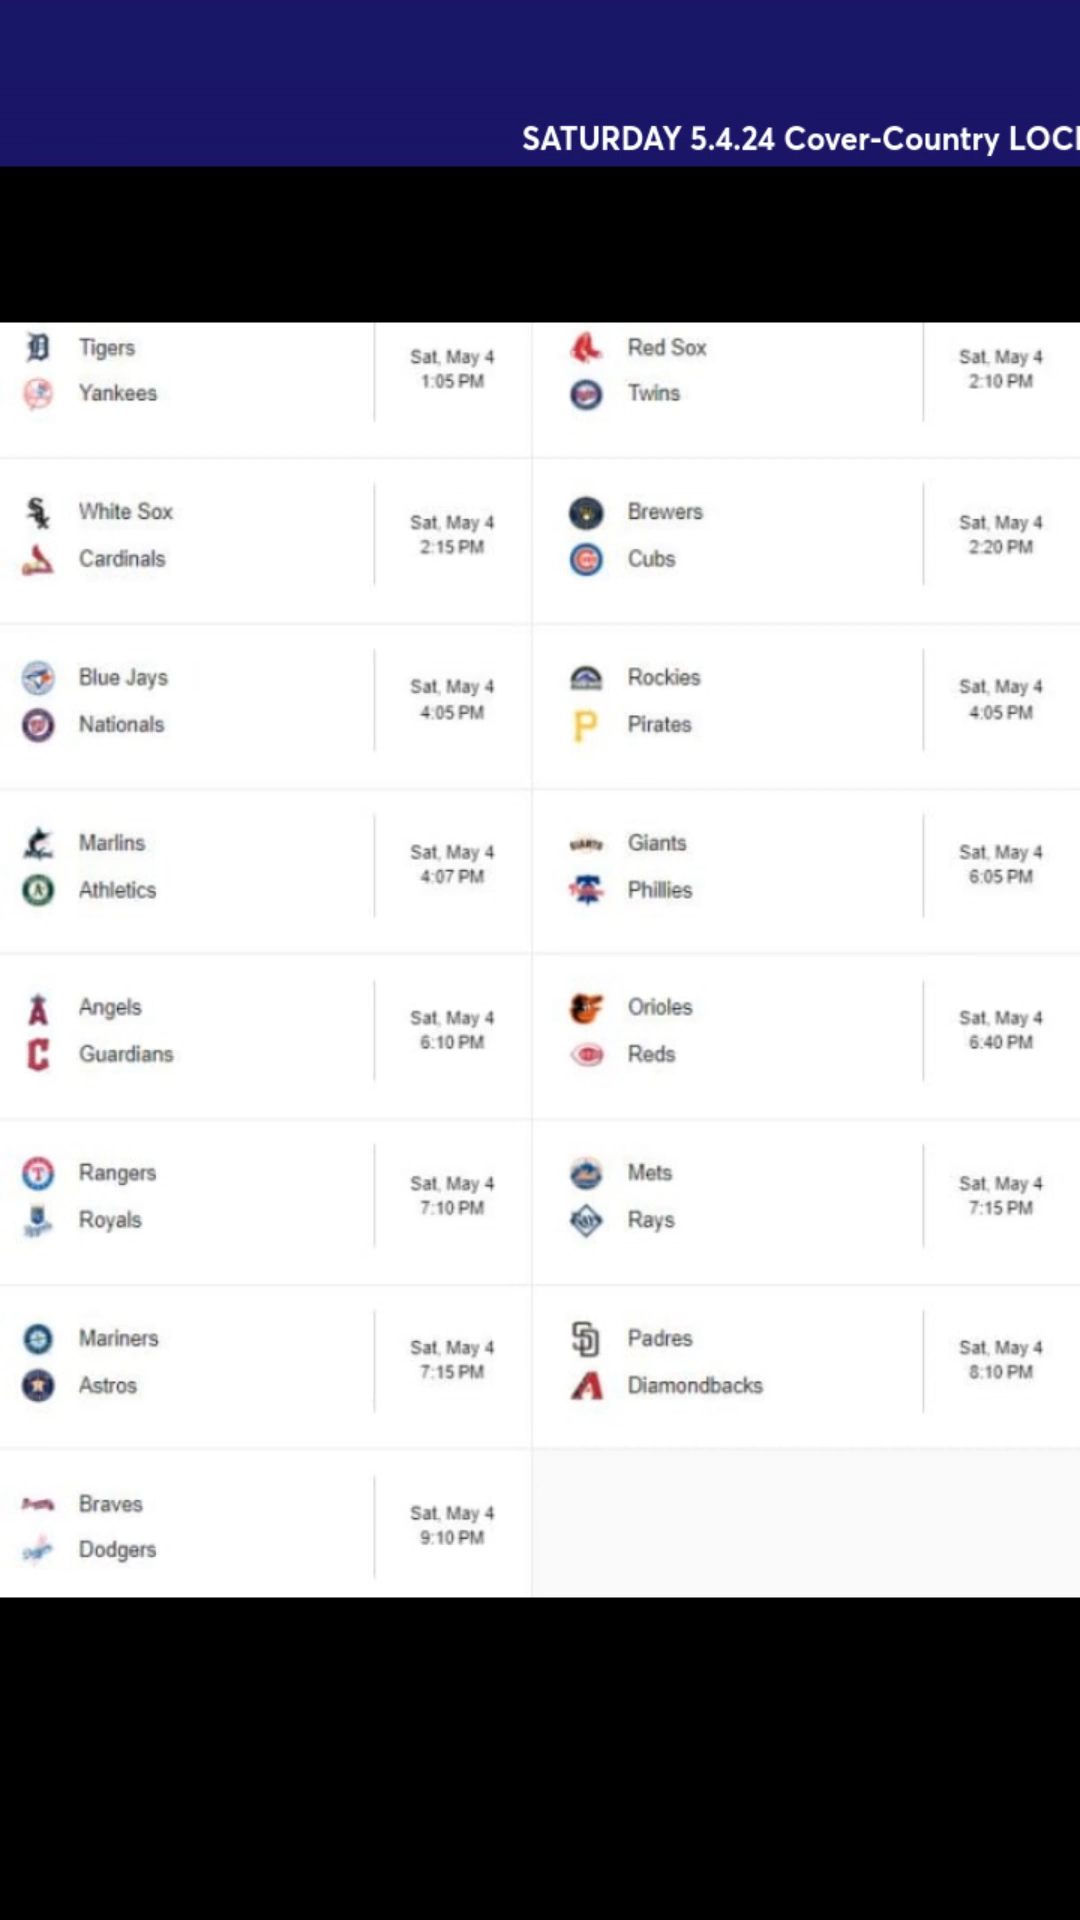 SATURDAY 5.4.24 Cover-Country
Tigers
Yankees
Sat, May 4
1:05 PM
Red Sox
Twins
Sat, May 4
2:10 PM
White Sox
Cardinals
Sat, May 4
2:15 PM
Brewers
Cubs
Sat, May 4
2:20 PM
Blue Jays
Nationals
Sat, May 4
4:05 PM
Rockies
Pirates
Sat, May 4
4:05 PM
Marlins
Athletics
Sat, May 4
4:07 PM
Giants
Phillies
Sat, May 4
6:05 PM
Angels
Guardians
Sat, May 4
6:10 PM
Orioles
Reds
Sat, May 4
6:40 PM
Rangers
Royals
Sat, May 4
7:10 PM
Mets
Rays
Sat, May 4
7:15 PM
Mariners
Astros
Sat, May 4
7:15 PM
Padres
Diamondbacks
Sat, May 4
8:10 PM
Braves
Dodgers
Sat, May 4
9:10 PM